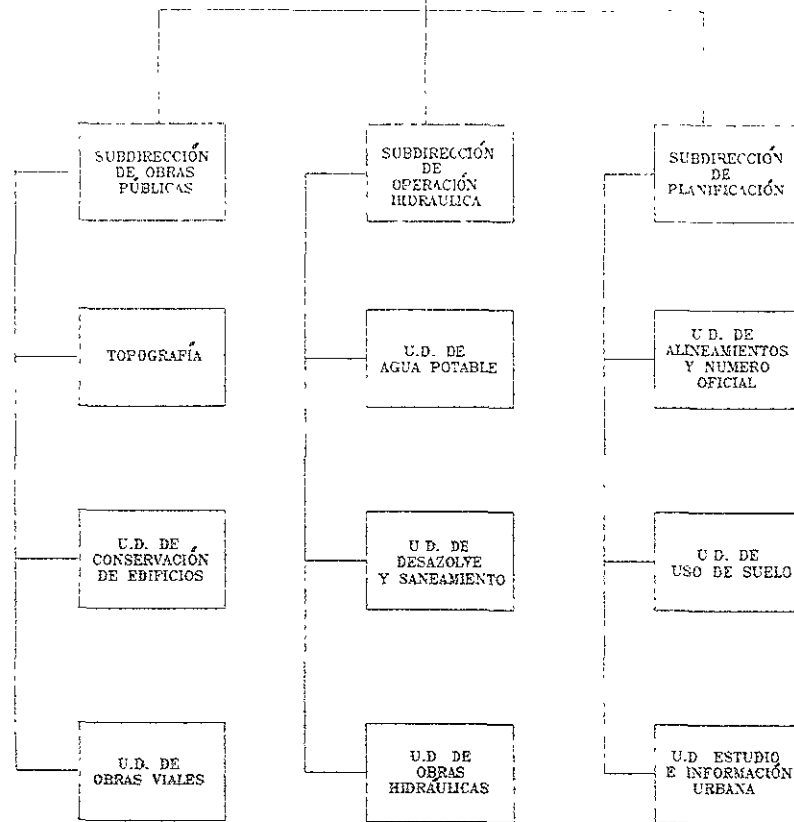 SUBDIRECCIÓN
DE OBRAS
PÚBLICAS
SUBDIRECCIÓN
DE
OPERACIÓN
HIDRAULICA
SUBDIRECCIÓN
DE
PLANIFICACIÓN
TOPOGRAFÍA
U.D. DE
AGUA POTABLE
U D. DE
ALINEAMIENTOS
Y NUMERO
OFICIAL
U.D. DE
CONSERVACIÓN
DE EDIFICIOS
U D. DE
DESAZOLVE
Y SANEAMIENTO
U D. DE
USO DE SUELO
U.D. DE
OBRAS VIALES
U.D DE
OBRAS
HIDRÁULICAS
U.D ESTUDIO
E INFORMACIÓN
URBANA